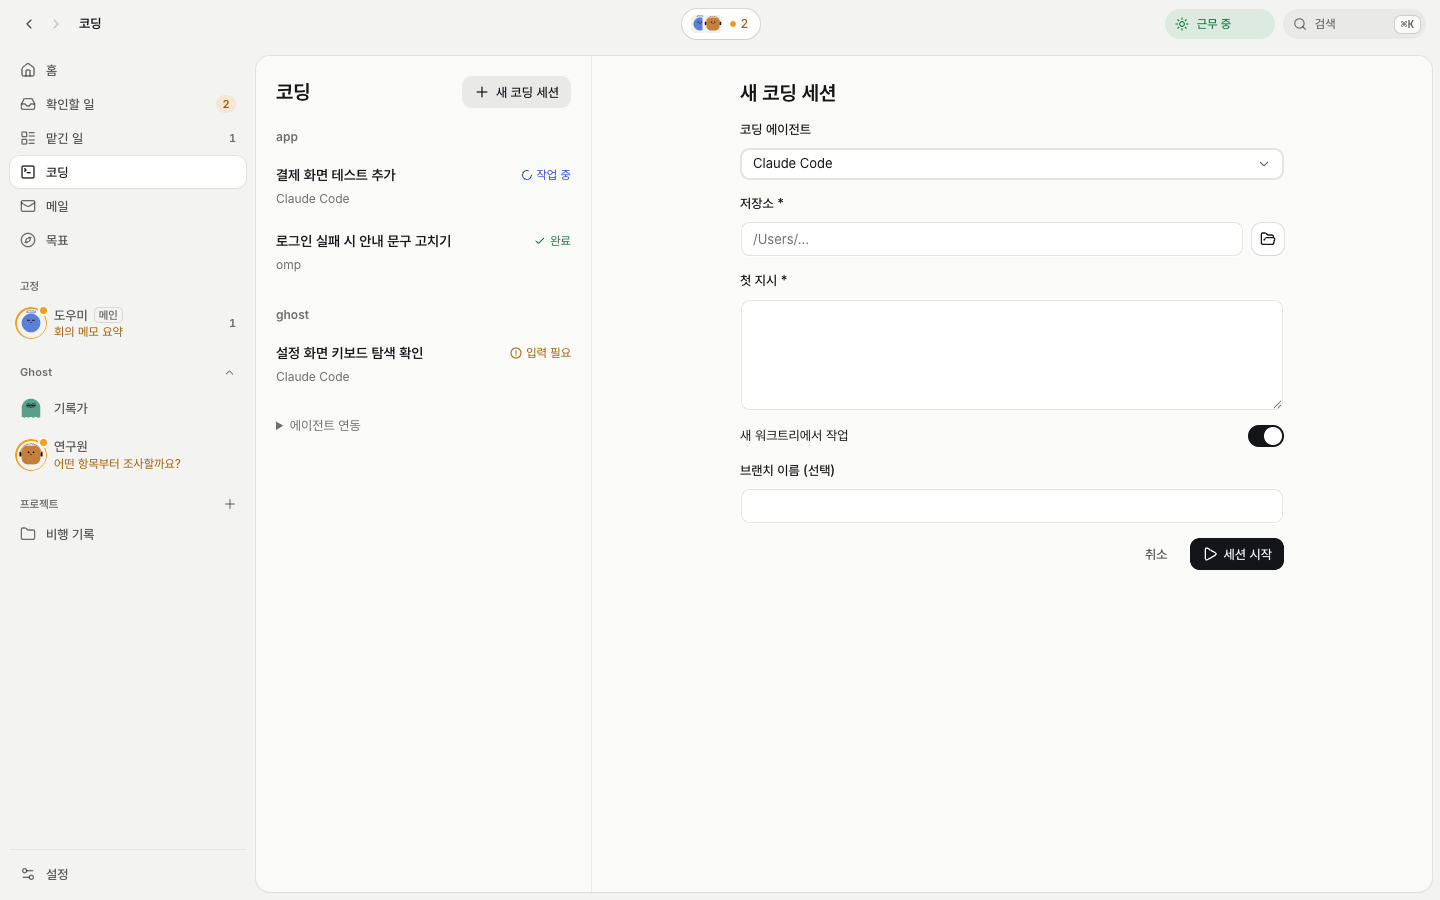 코딩
2
근무 중
검색
⌘K
홈
확인할 일
2
맡긴 일
1
코딩
메일
목표
고정
도우미
메인
회의 메모 요약
1
Ghost
기록가
연구원
어떤 항목부터 조사할까요?
프로젝트
비행 기록
설정
코딩
새 코딩 세션
app
결제 화면 테스트 추가
작업 중
Claude Code
로그인 실패 시 안내 문구 고치기
완료
omp
ghost
설정 화면 키보드 탐색 확인
입력 필요
Claude Code
에이전트 연동
새 코딩 세션
코딩 에이전트
Claude Code
저장소 *
/Users/...
첫 지시 *
새 워크트리에서 작업
브랜치 이름 (선택)
취소
세션 시작